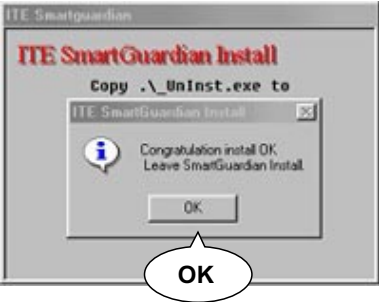 ITE Smartguardian
ITE SmartGuardian Install
Copy .\_UnInst.exe to
ITE SmartGuardian Install
Congratulation install OK
Leave SmartGuardian Install.
OK
OK